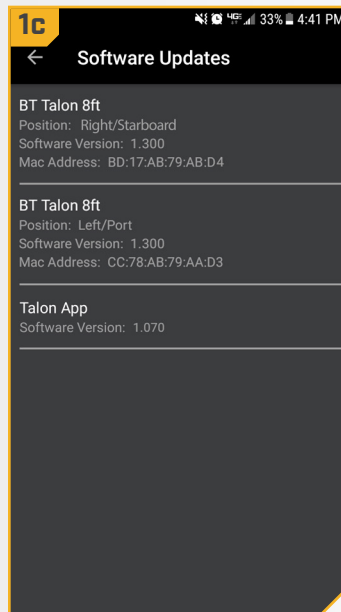 1c
4G 33% 4:41 PM
Software Updates
BT Talon 8ft
Position: Right/Starboard
Software Version: 1.300
Mac Address: BD:17:AB:79:AB:D4
BT Talon 8ft
Position: Left/Port
Software Version: 1.300
Mac Address: CC:78:AB:79:AA:D3
Talon App
Software Version: 1.070